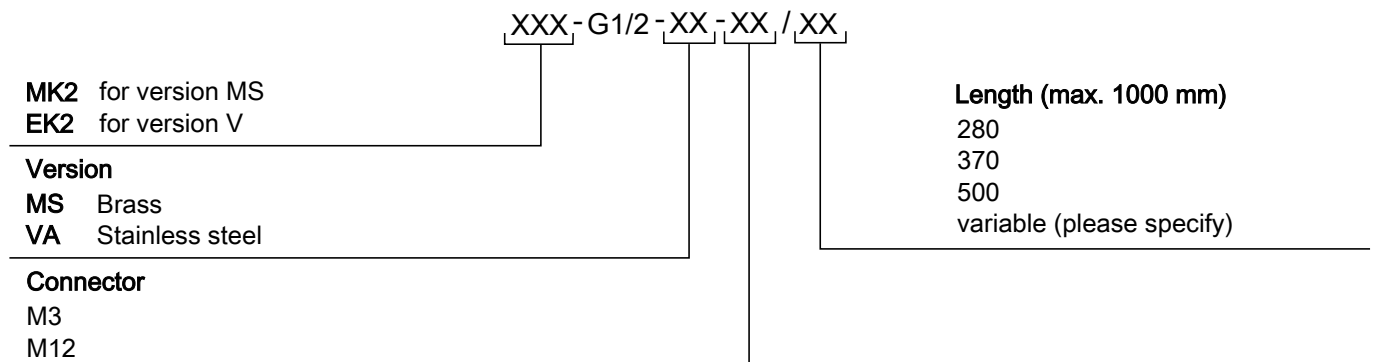 XXX-G1/2-XX-XX/XX
MK2 for version MS
EK2 for version V
Version
MS Brass
VA Stainless steel
Connector
M3
M12
Length (max. 1000 mm)
280
370
500
variable (please specify)